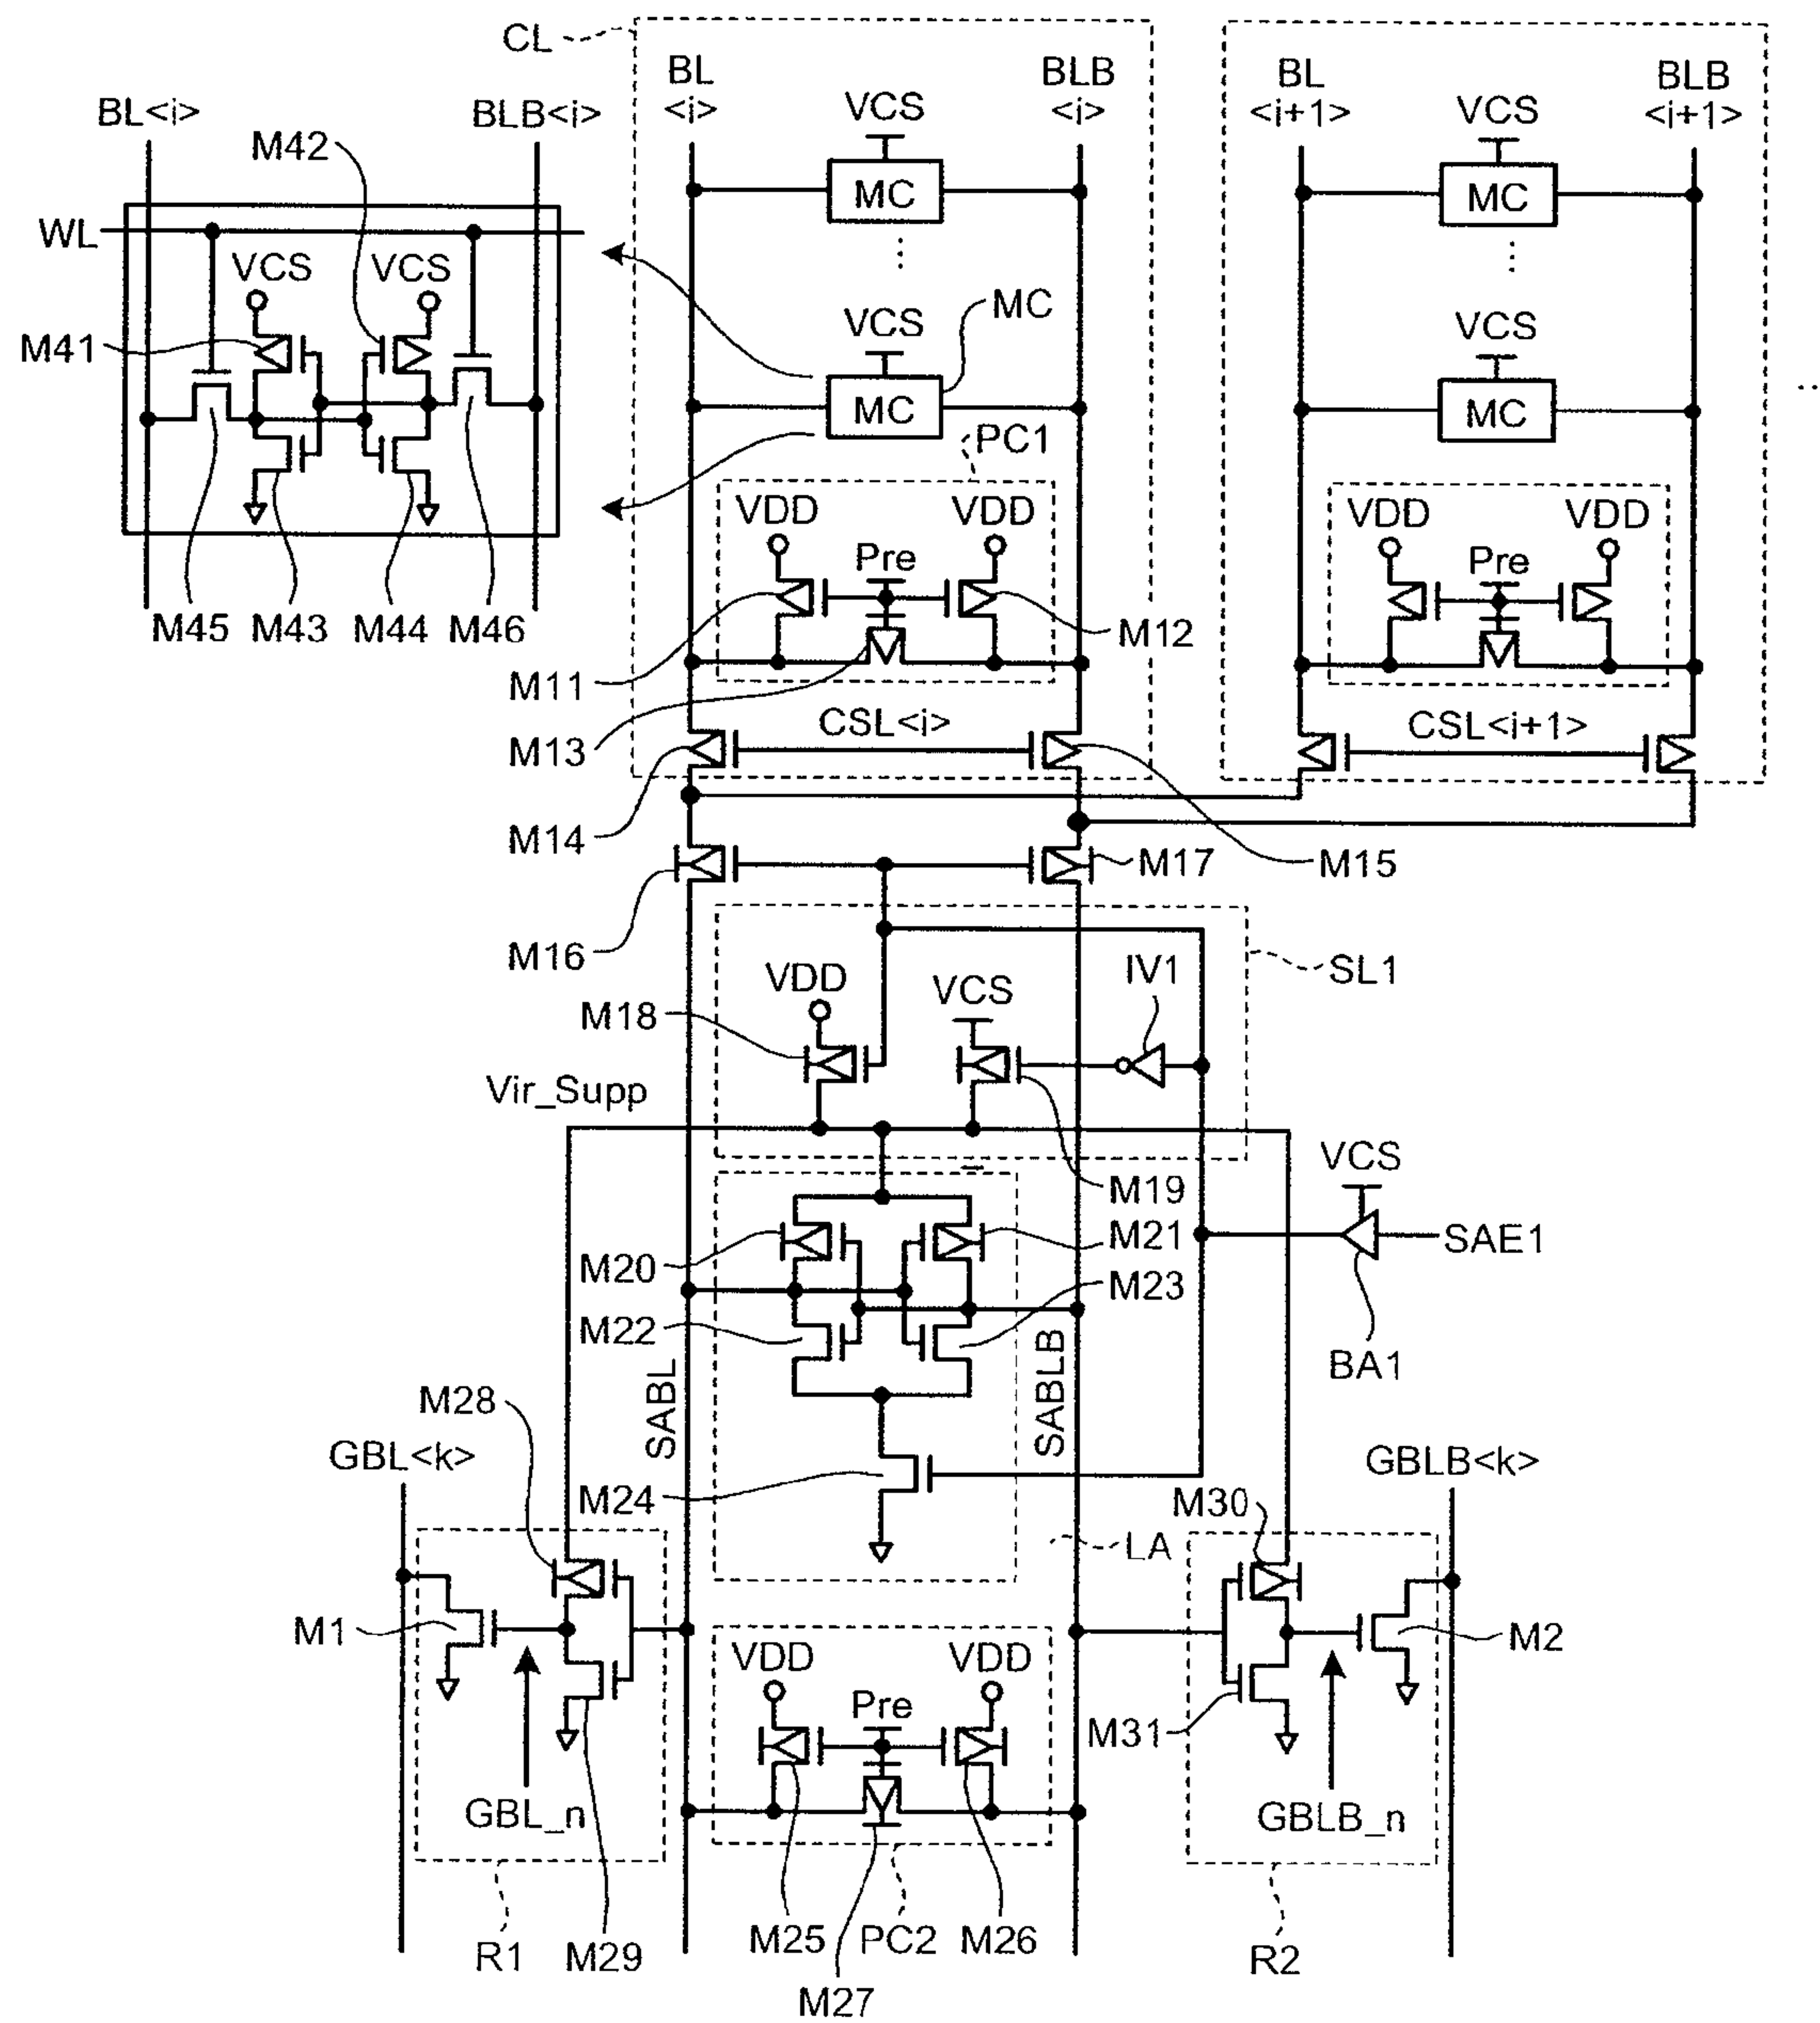 CL
BL
<i>
BLB
<i>
BL
<i+1>
BLB
<i+1>
BL<i>
BLB<i>
M42
VCS
MC
VCS
MC
WL
VCS
VCS
M41
VCS
MC
MC
VCS
MC
PC1
VDD
VDD
Pre
VDD
VDD
Pre
M45
M43
M44
M46
M12
M11
M13
CSL<i>
CSL<i+1>
M14
M17
M15
M16
SL1
VDD
VCS
IV1
M18
Vir_Supp
VCS
M19
SAE1
M20
M21
M23
M22
BA1
SABL
SABLB
M28
GBL<k>
GBLB<k>
M24
M30
LA
M1
M2
VDD
VDD
Pre
M31
GBL_n
GBLB_n
R1
M29
M25
PC2
M26
R2
M27